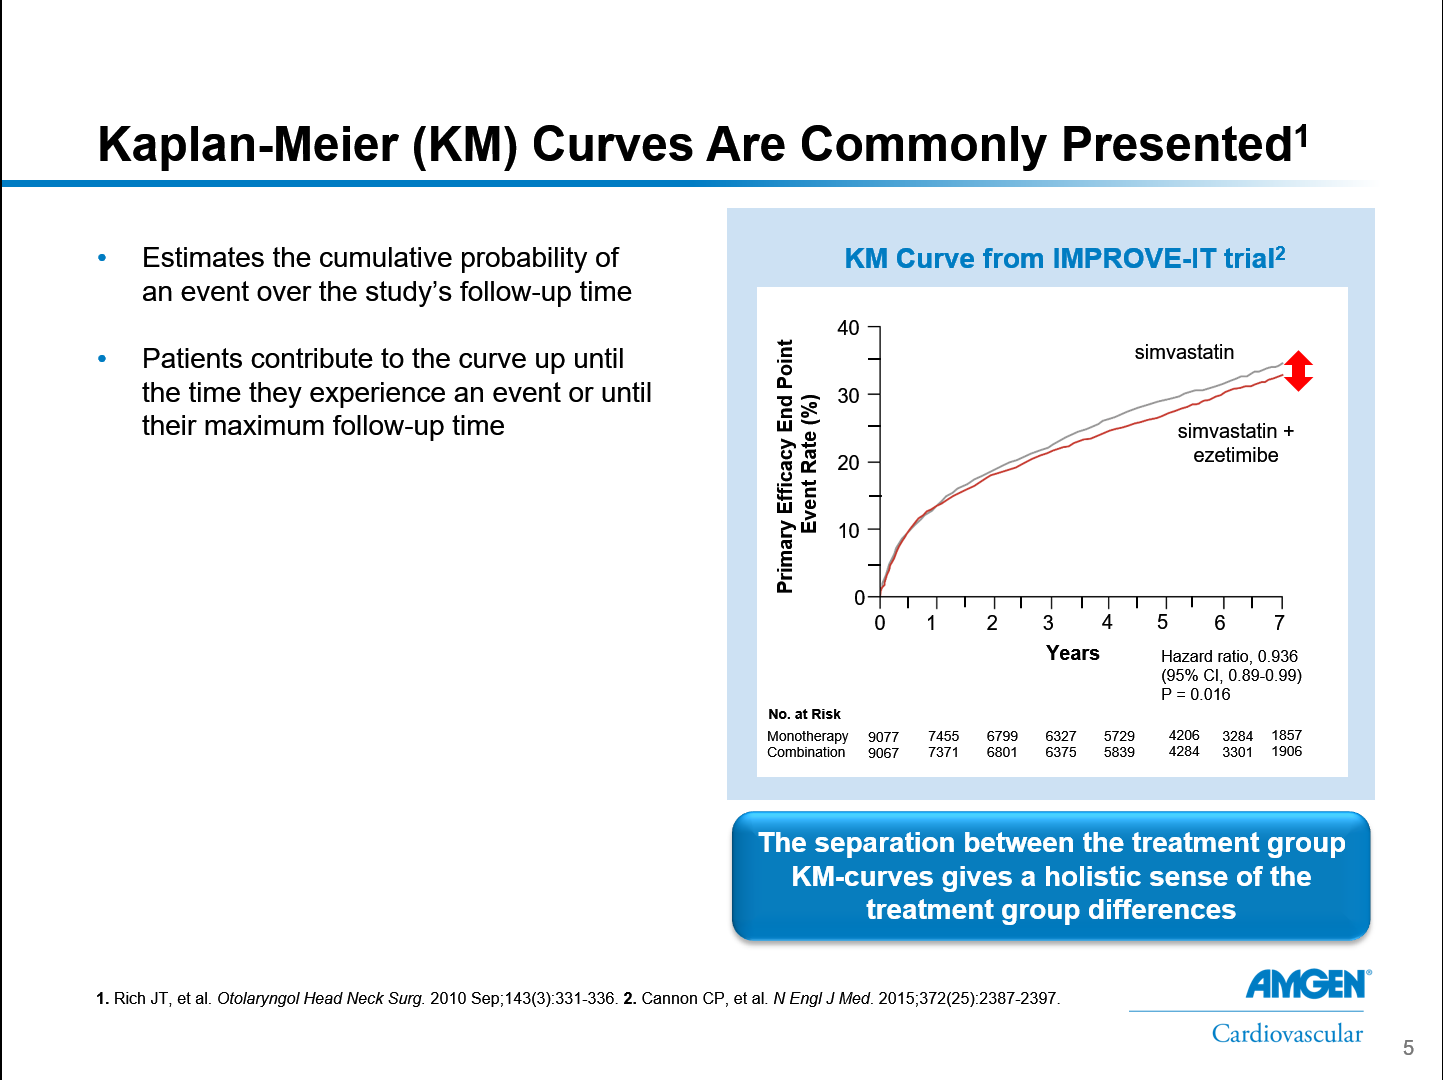 Kaplan-Meier (KM) Curves Are Commonly Presented1
• Estimates the cumulative probability of
an event over the study's follow-up time
• Patients contribute to the curve up until
the time they experience an event or until
their maximum follow-up time
KM Curve from IMPROVE-IT trial2
Primary Efficacy End Point
Event Rate (%)
40
30
20
10
0
simvastatin
simvastatin +
ezetimibe
0 1 2 3 4 5 6 7
Years
Hazard ratio, 0.936
(95% CI, 0.89-0.99)
P = 0.016
No. at Risk
Monotherapy 9077 7455 6799 6327 5729 4206 3284 1857
Combination 9067 7371 6801 6375 5839 4284 3301 1906
The separation between the treatment group
KM-curves gives a holistic sense of the
treatment group differences
1. Rich JT, et al. Otolaryngol Head Neck Surg. 2010 Sep;143(3):331-336. 2. Cannon CP, et al. N Engl J Med. 2015;372(25):2387-2397.
AMGEN®
Cardiovascular
5